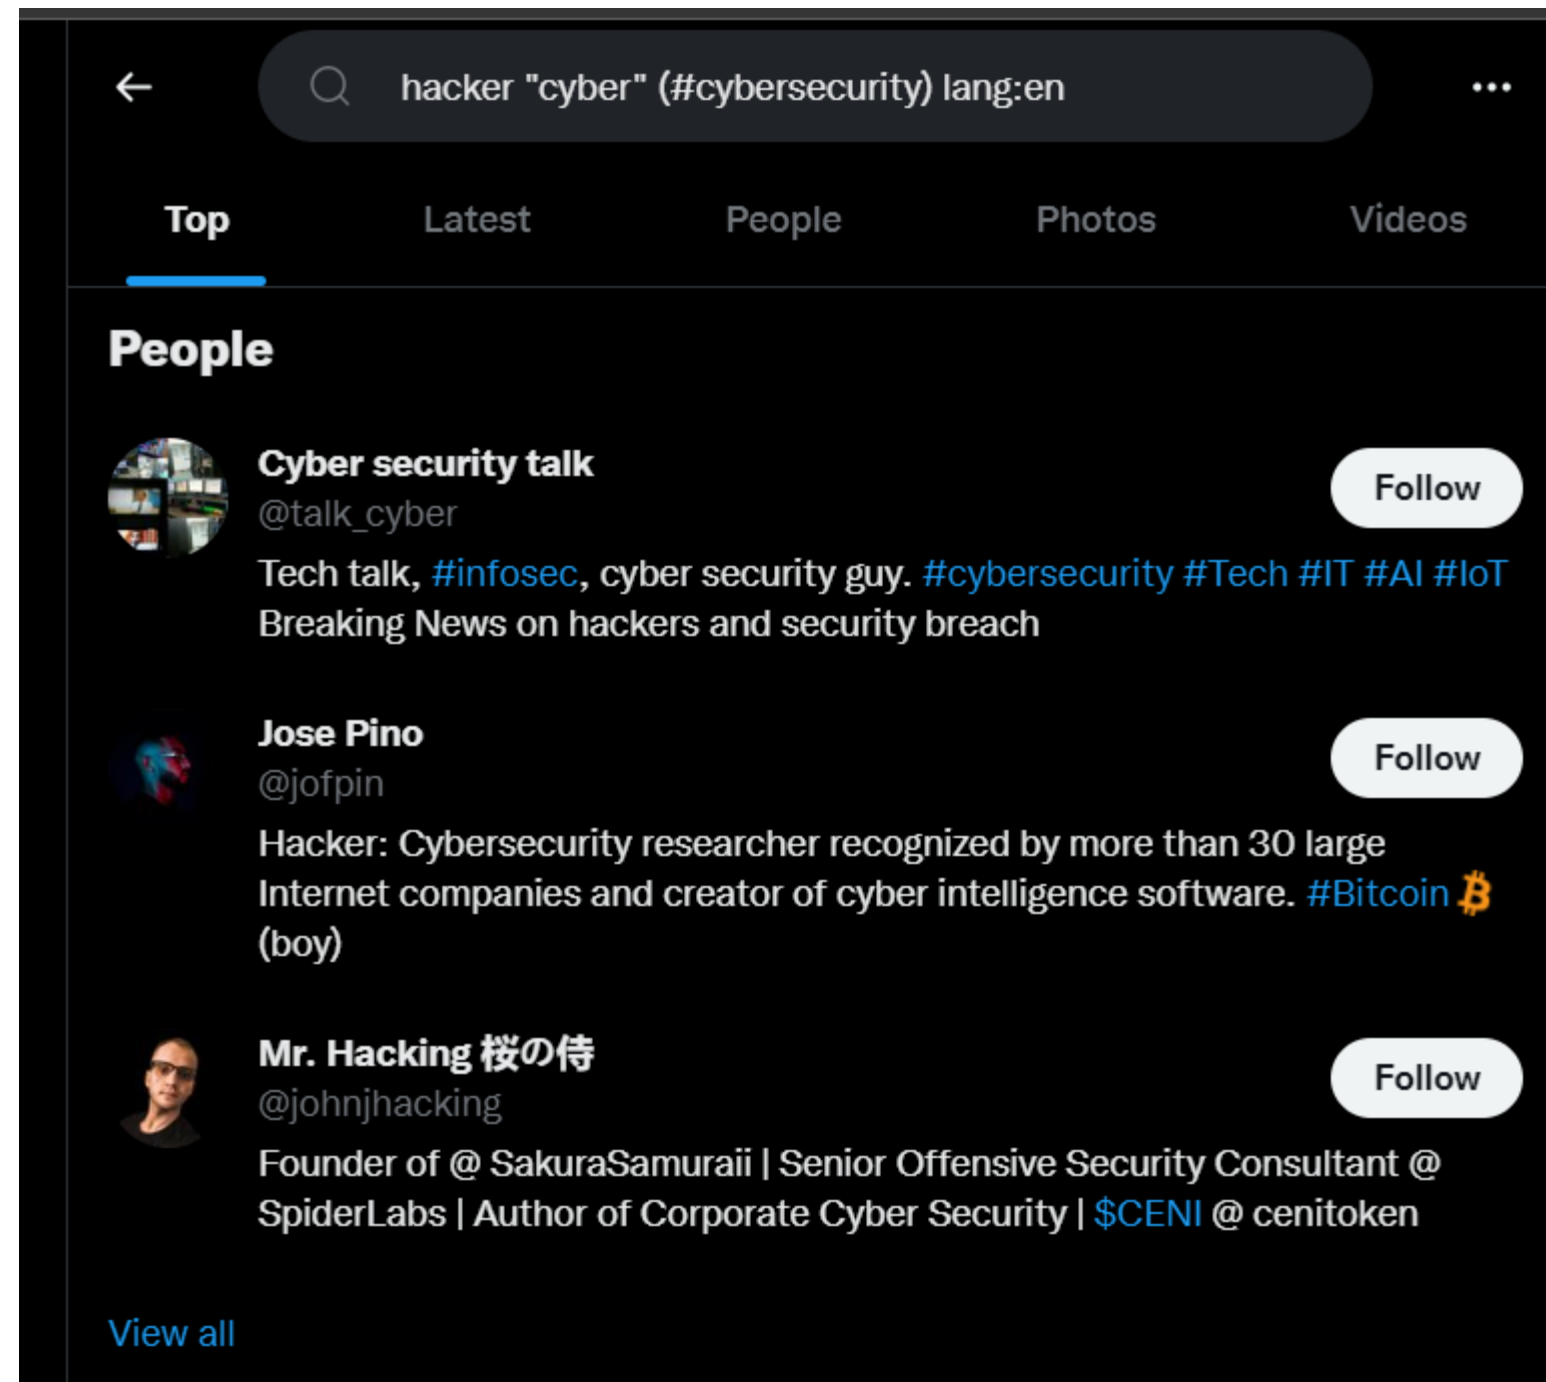 hacker "cyber" (#cybersecurity) lang:en
Top Latest People Photos Videos
People
Cyber security talk
@talk_cyber
Follow
Tech talk, #infosec, cyber security guy. #cybersecurity #Tech #IT #AI #IoT
Breaking News on hackers and security breach
Jose Pino
@jofpin
Follow
Hacker: Cybersecurity researcher recognized by more than 30 large
Internet companies and creator of cyber intelligence software. #Bitcoin
(boy)
Mr. Hacking 桜の侍
@johnjhacking
Follow
Founder of @ SakuraSamuraii | Senior Offensive Security Consultant @
SpiderLabs | Author of Corporate Cyber Security | $CENI @ cenitoken
View all